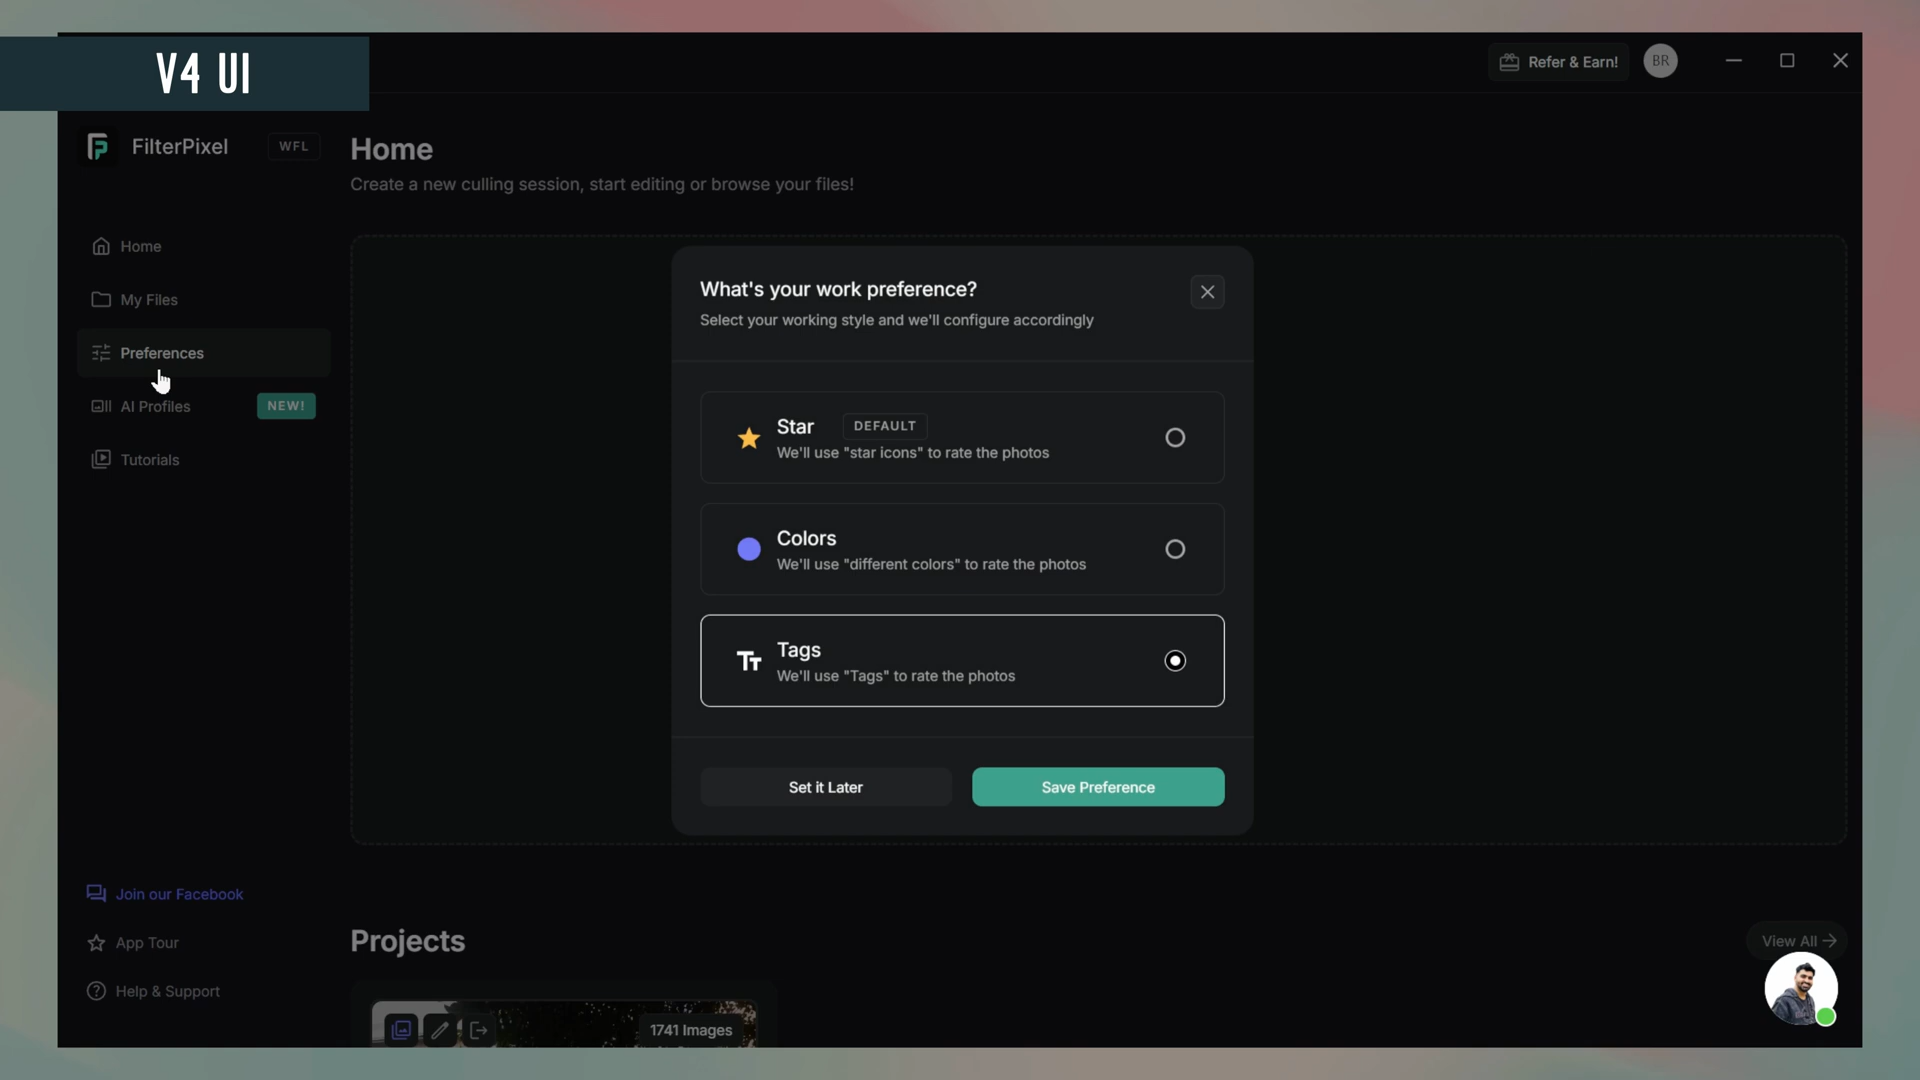 V4 UI
Refer & Earn!
BR
FilterPixel
WFL
Home
Create a new culling session, start editing or browse your files!
Home
My Files
Preferences
AI Profiles
NEW!
Tutorials
What's your work preference?
Select your working style and we'll configure accordingly
Star
DEFAULT
We'll use "star icons" to rate the photos
Colors
We'll use "different colors" to rate the photos
Tags
We'll use "Tags" to rate the photos
Set it Later
Save Preference
Join our Facebook
App Tour
Help & Support
Projects
View All
1741 Images